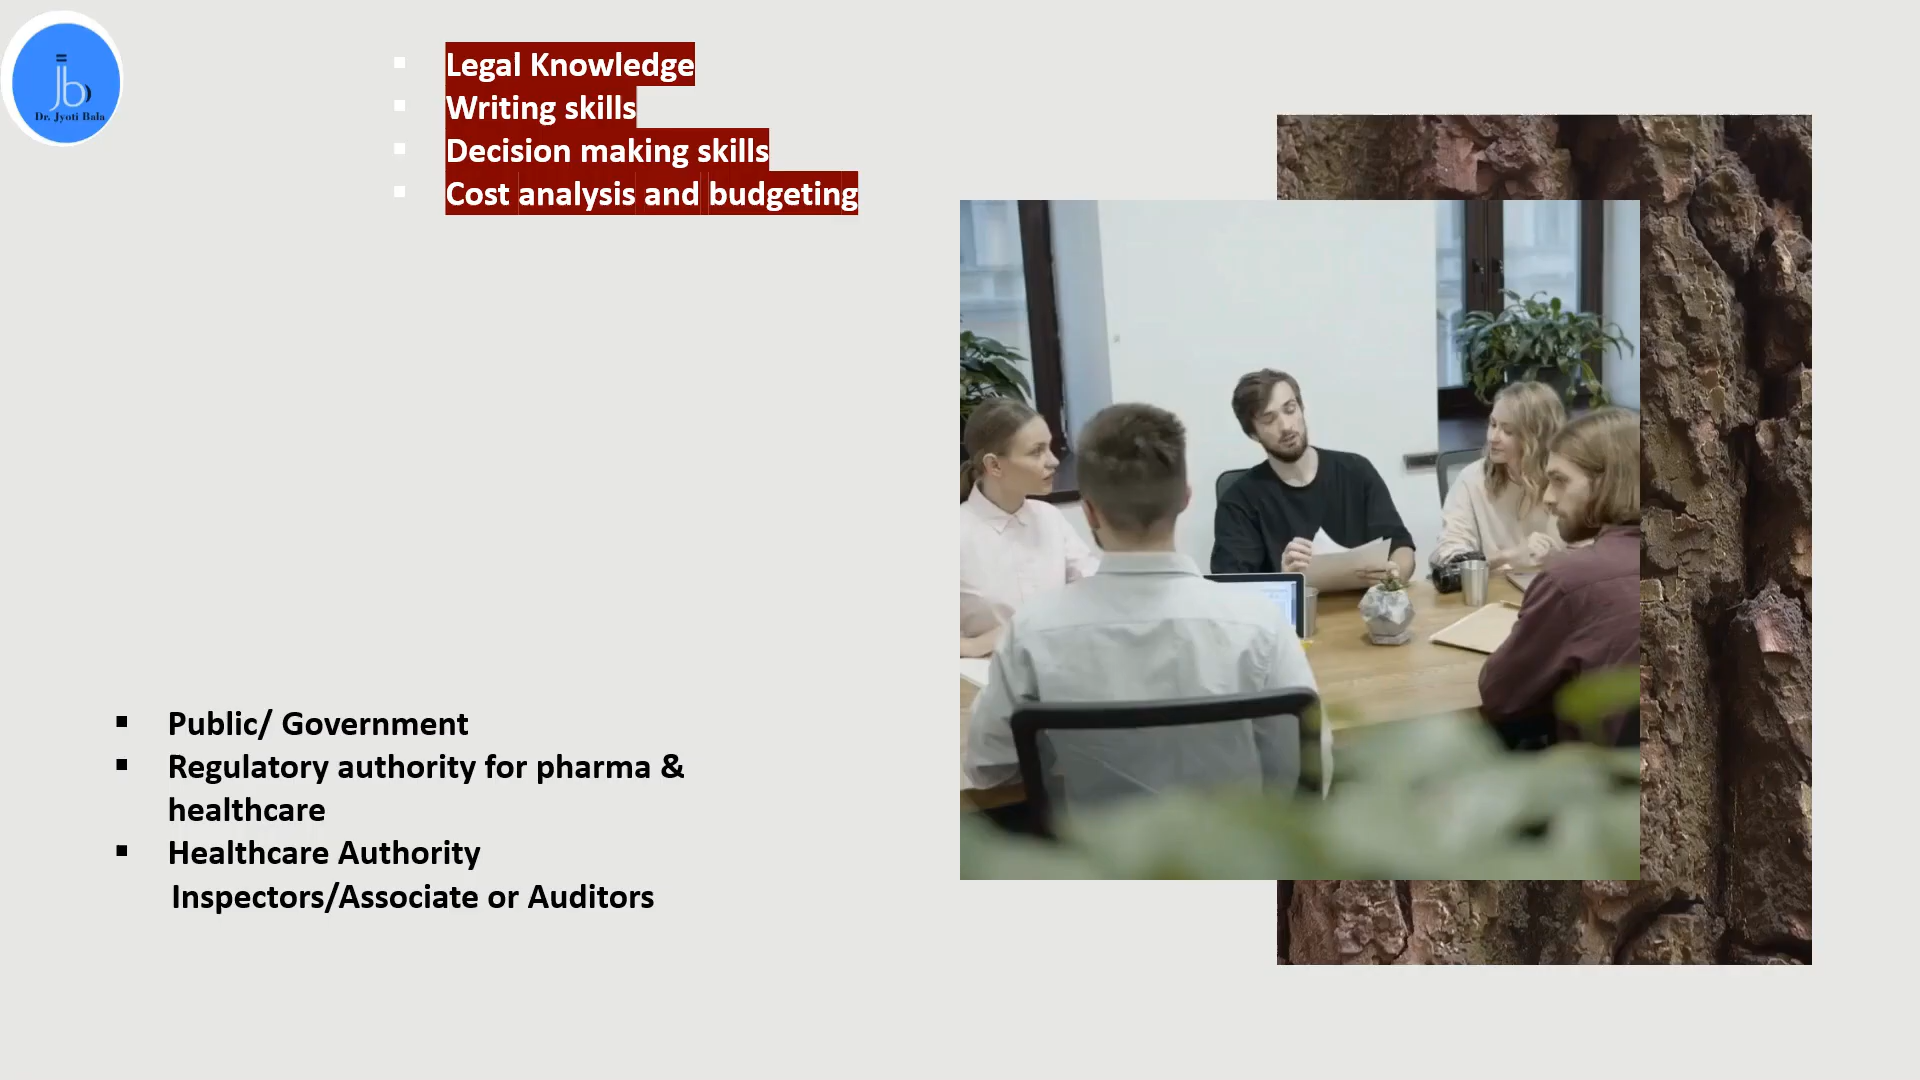 jb
Dr. Jyoti Bala
Legal Knowledge
Writing skills
Decision making skills
Cost analysis and budgeting
Public/ Government
Regulatory authority for pharma &
healthcare
Healthcare Authority
Inspectors/Associate or Auditors